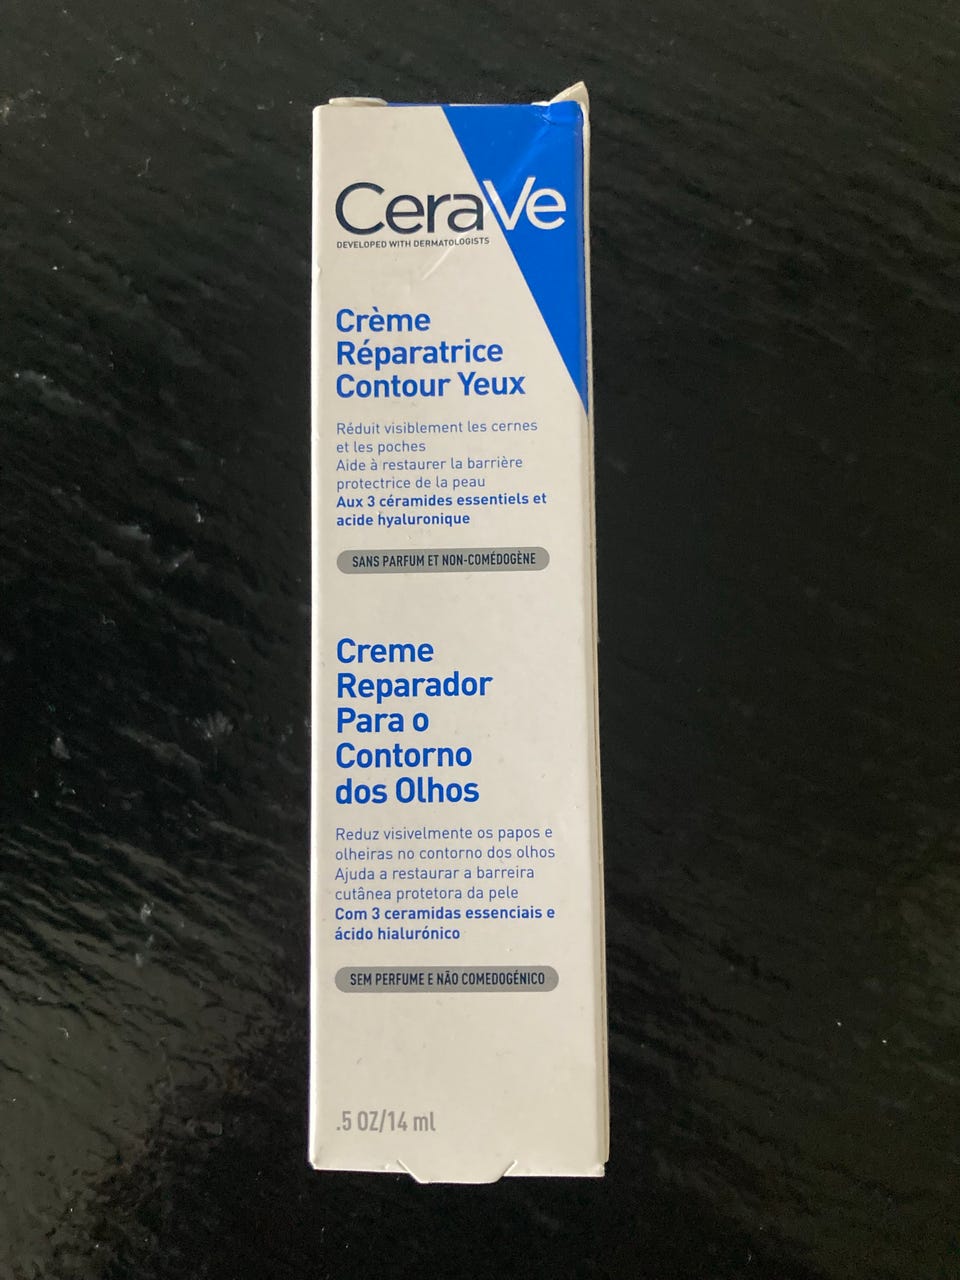 CeraVe
DEVELOPED WITH DERMATOLOGISTS
Crème
Réparatrice
Contour Yeux
Réduit visiblement les cernes
et les poches
Aide à restaurer la barrière
protectrice de la peau
Aux 3 céramides essentiels et
acide hyaluronique
SANS PARFUM ET NON-COMÉDOGÈNE
Creme
Reparador
Para o
Contorno
dos Olhos
Reduz visivelmente os papos e
olheiras no contorno dos olhos
Ajuda a restaurar a barreira
cutânea protetora da pele
Com 3 ceramidas essenciais e
ácido hialurónico
SEM PERFUME E NÃO COMEDOGÉNICO
.5 OZ/14 ml